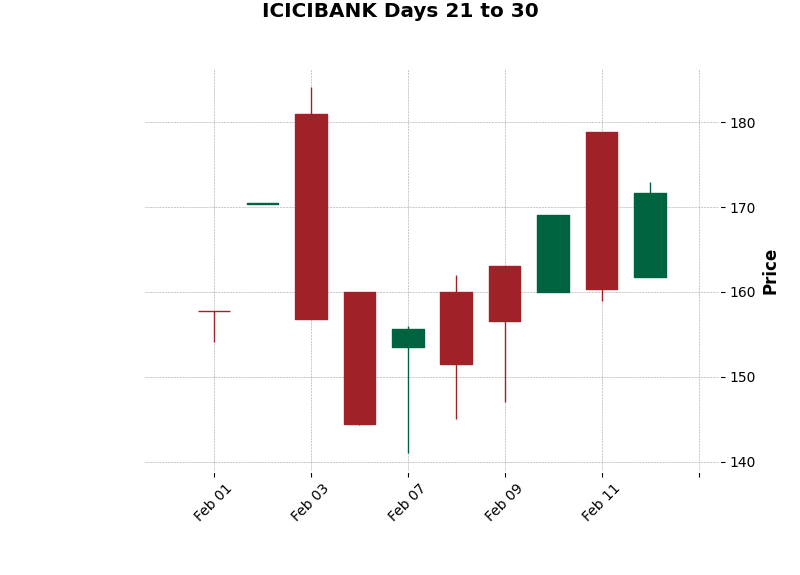 ICICIBANK Days 21 to 30
180
170
160
150
140
Price
Feb 01
Feb 03
Feb 07
Feb 09
Feb 11